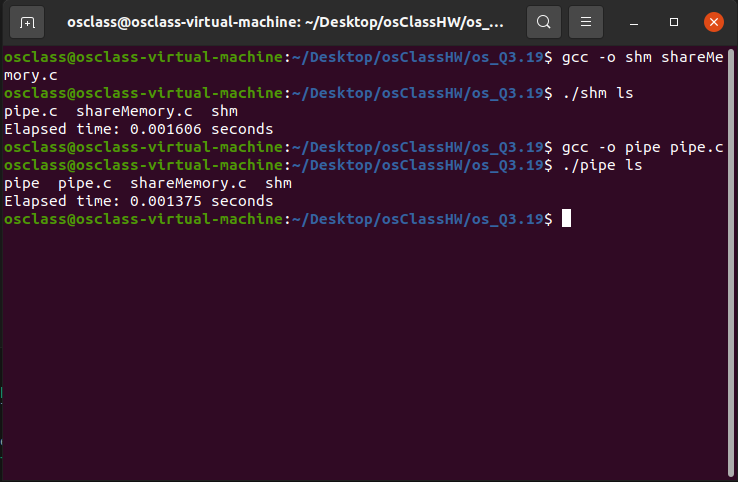 osclass@osclass-virtual-machine: ~/Desktop/osClassHW/os_...
osclass@osclass-virtual-machine:~/Desktop/osClassHW/os_Q3.19$ gcc -o shm shareMe
mory.c
osclass@osclass-virtual-machine:~/Desktop/osClassHW/os_Q3.19$ ./shm ls
pipe.c  shareMemory.c  shm
Elapsed time: 0.001606 seconds
osclass@osclass-virtual-machine:~/Desktop/osClassHW/os_Q3.19$ gcc -o pipe pipe.c
osclass@osclass-virtual-machine:~/Desktop/osClassHW/os_Q3.19$ ./pipe ls
pipe  pipe.c  shareMemory.c  shm
Elapsed time: 0.001375 seconds
osclass@osclass-virtual-machine:~/Desktop/osClassHW/os_Q3.19$